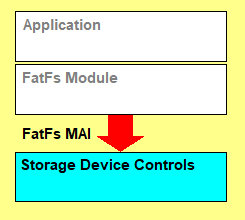 Application
FatFs Module
FatFs MAI
Storage Device Controls